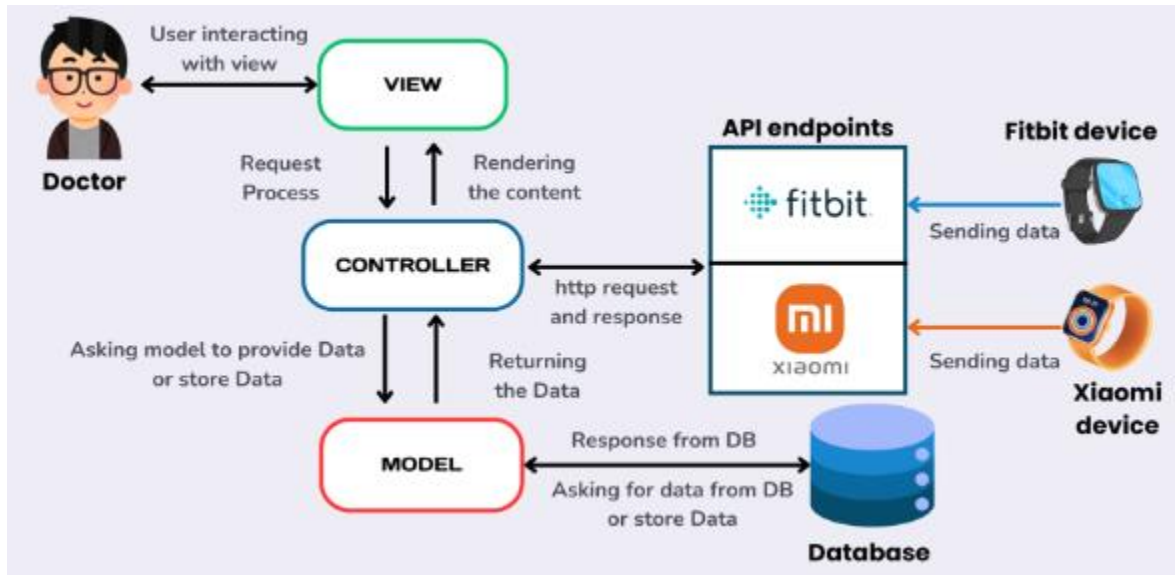 User interacting
with view
VIEW
Doctor
Request
Process
Rendering
the content
API endpoints
Fitbit device
fitbit
Sending data
CONTROLLER
http request
and response
mi
xiaomi
Sending data
Xiaomi
device
Asking model to provide Data
or store Data
Returning
the Data
MODEL
Response from DB
Asking for data from DB
or store Data
Database